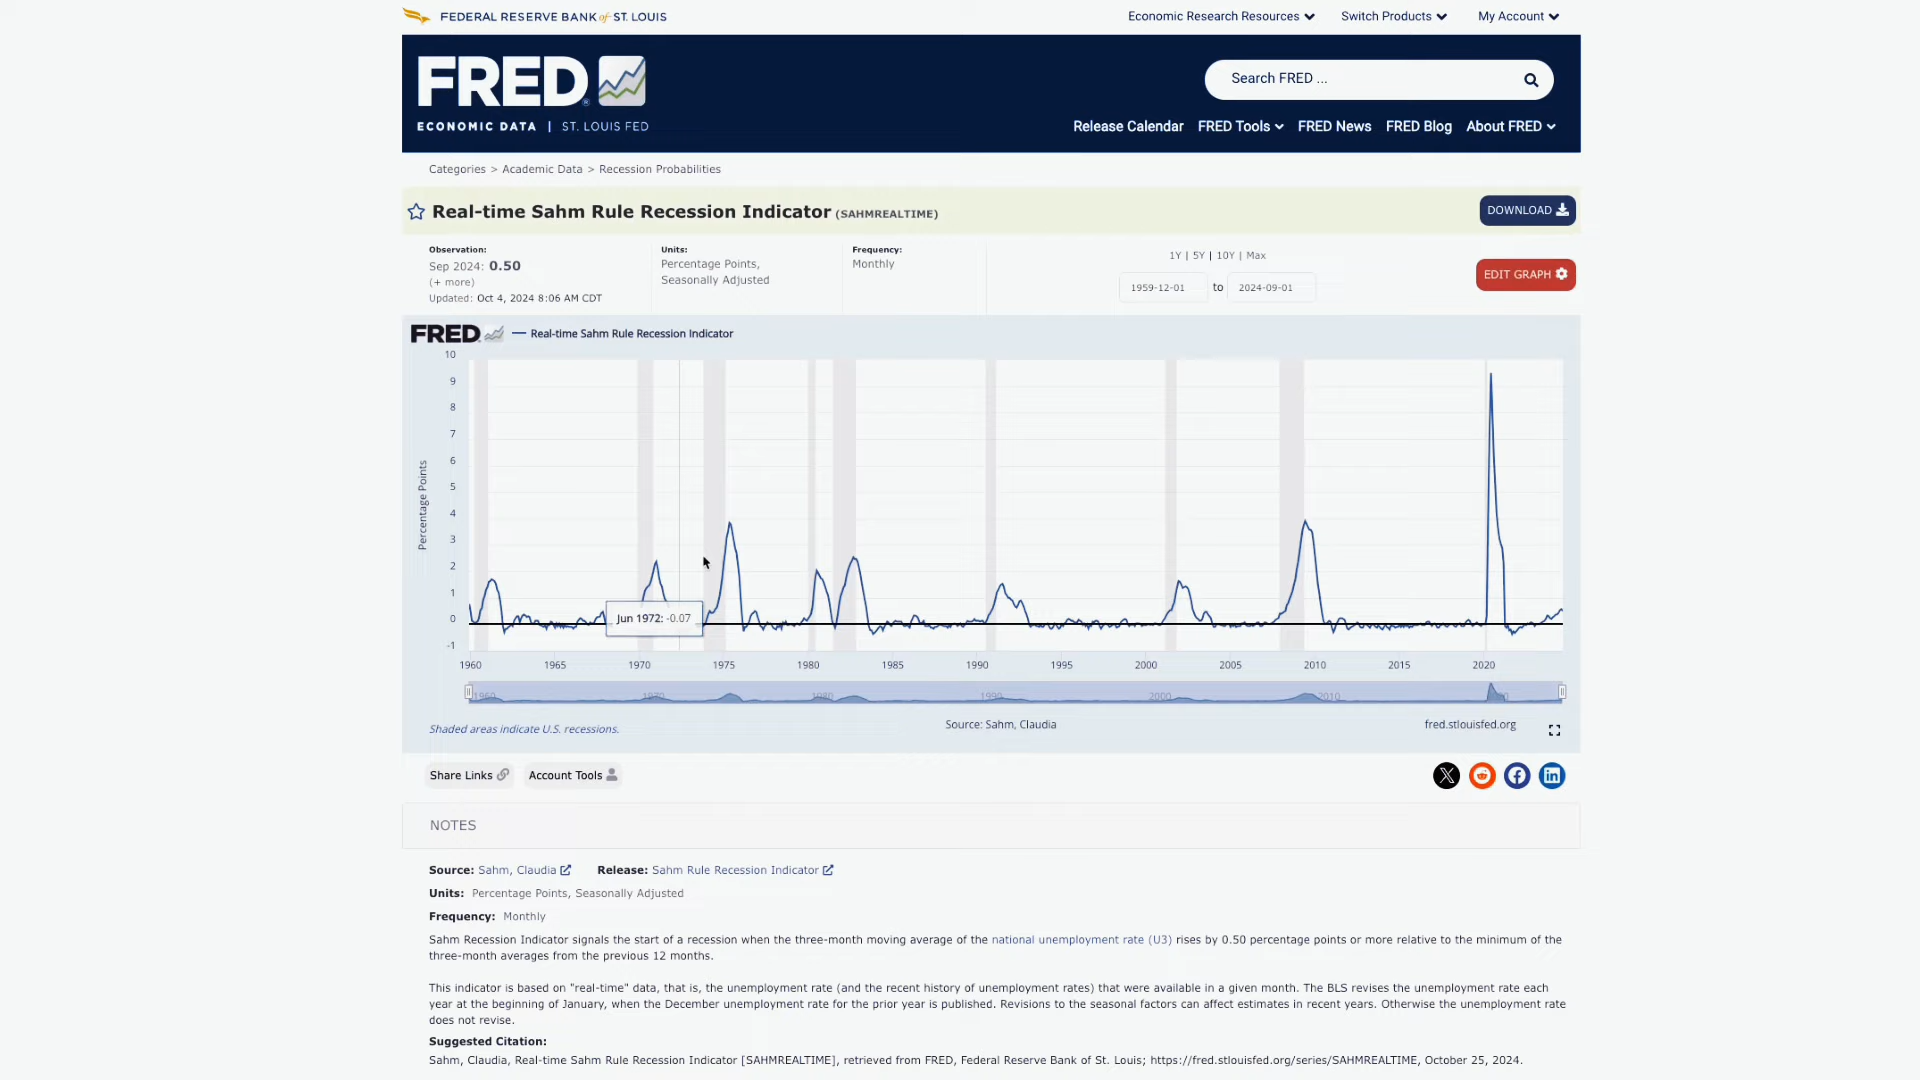 FEDERAL RESERVE BANK of ST. LOUIS
Economic Research Resources
Switch Products
My Account
FRED
ECONOMIC DATA | ST. LOUIS FED
Search FRED ...
Release Calendar
FRED Tools
FRED News
FRED Blog
About FRED
Categories > Academic Data > Recession Probabilities
Real-time Sahm Rule Recession Indicator (SAHMREALTIME)
DOWNLOAD
Observation:
Sep 2024: 0.50
(+ more)
Updated: Oct 4, 2024 8:06 AM CDT
Units:
Percentage Points,
Seasonally Adjusted
Frequency:
Monthly
1Y | 5Y | 10Y | Max
1959-12-01 to 2024-09-01
EDIT GRAPH
FRED
Real-time Sahm Rule Recession Indicator
10
9
8
7
6
5
4
3
2
1
0
-1
Percentage Points
Jun 1972: -0.07
1960 1965 1970 1975 1980 1985 1990 1995 2000 2005 2010 2015 2020
1960 1970 1980 1990 2000 2010
Shaded areas indicate U.S. recessions.
Source: Sahm, Claudia
fred.stlouisfed.org
Share Links
Account Tools
NOTES
Source: Sahm, Claudia Release: Sahm Rule Recession Indicator
Units: Percentage Points, Seasonally Adjusted
Frequency: Monthly
Sahm Recession Indicator signals the start of a recession when the three-month moving average of the national unemployment rate (U3) rises by 0.50 percentage points or more relative to the minimum of the
three-month averages from the previous 12 months.
This indicator is based on "real-time" data, that is, the unemployment rate (and the recent history of unemployment rates) that were available in a given month. The BLS revises the unemployment rate each
year at the beginning of January, when the December unemployment rate for the prior year is published. Revisions to the seasonal factors can affect estimates in recent years. Otherwise the unemployment rate
does not revise.
Suggested Citation:
Sahm, Claudia, Real-time Sahm Rule Recession Indicator [SAHMREALTIME], retrieved from FRED, Federal Reserve Bank of St. Louis; https://fred.stlouisfed.org/series/SAHMREALTIME, October 25, 2024.